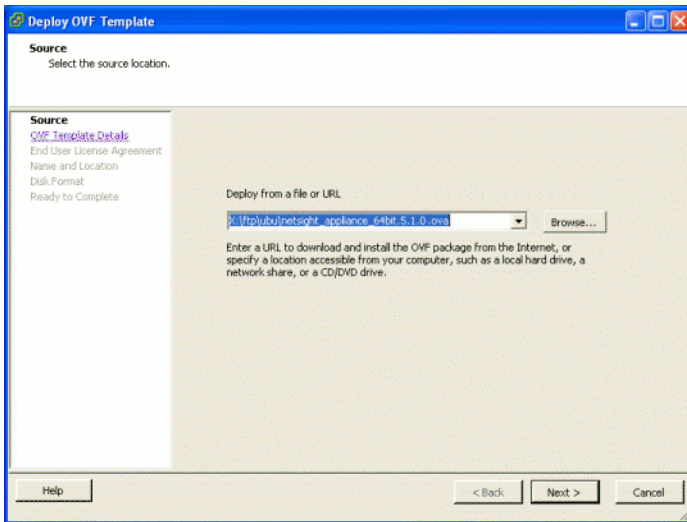 Deploy OVF Template
Source
Select the source location.
Source
OVF Template Details
End User License Agreement
Name and Location
Disk Format
Ready to Complete
Deploy from a file or URL
X:\ftp\ubu\netsight_appliance_64bit.5.1.0.ova
Browse...
Enter a URL to download and install the OVF package from the Internet, or
specify a location accessible from your computer, such as a local hard drive, a
network share, or a CD/DVD drive.
Help
< Back
Next >
Cancel